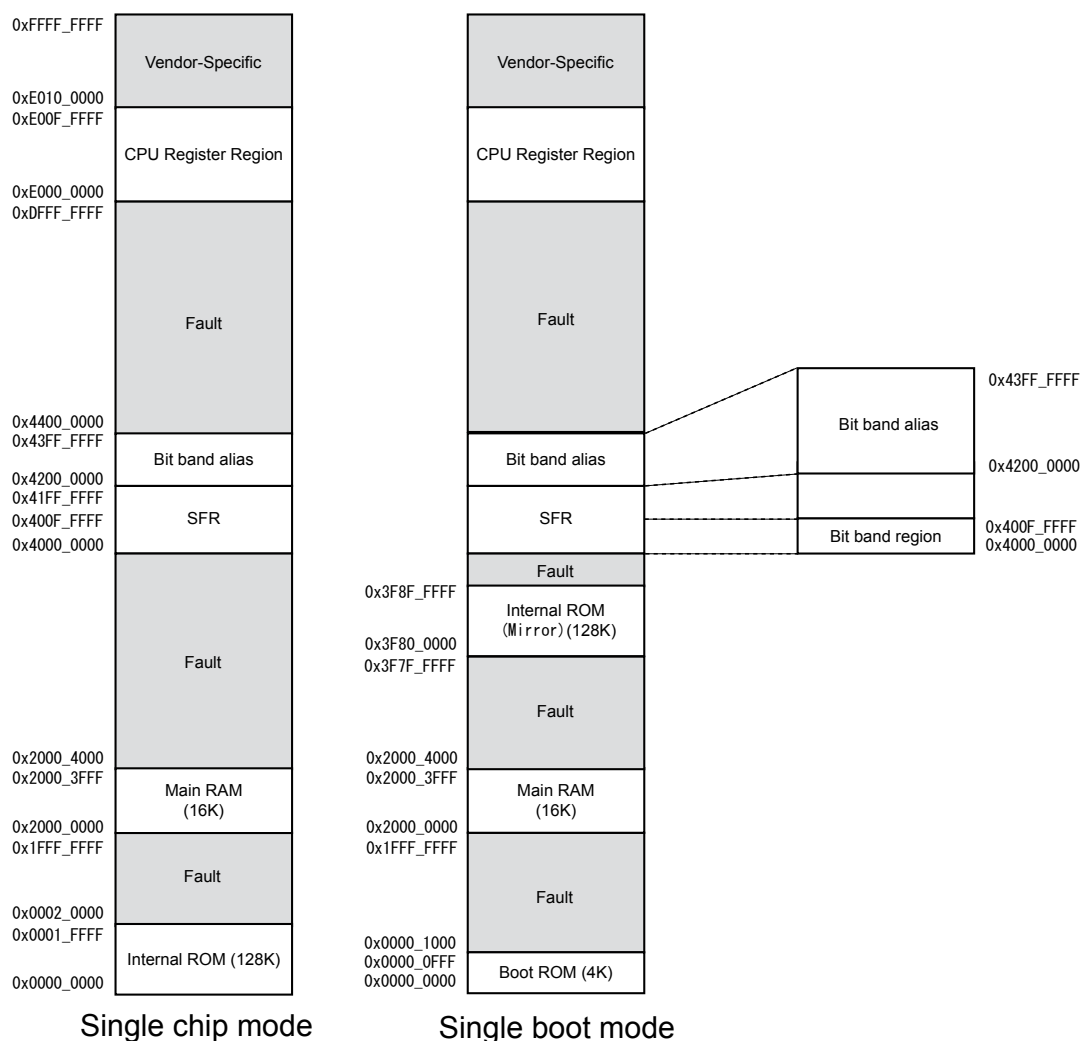 0xFFFF_FFFF
Vendor-Specific
0xE010_0000
0xE00F_FFFF
CPU Register Region
0xE000_0000
0xDFFF_FFFF
Fault
0x4400_0000
0x43FF_FFFF
Bit band alias
0x4200_0000
0x41FF_FFFF
0x400F_FFFF
SFR
0x4000_0000
Fault
0x2000_4000
0x2000_3FFF
Main RAM
(16K)
0x2000_0000
0x1FFF_FFFF
Fault
0x0002_0000
0x0001_FFFF
Internal ROM (128K)
0x0000_0000
Single chip mode
Vendor-Specific
CPU Register Region
Fault
Bit band alias
SFR
Fault
0x3F8F_FFFF
Internal ROM
(Mirror)(128K)
0x3F80_0000
0x3F7F_FFFF
Fault
0x2000_4000
0x2000_3FFF
Main RAM
(16K)
0x2000_0000
0x1FFF_FFFF
Fault
0x0000_1000
0x0000_0FFF
Boot ROM (4K)
0x0000_0000
Single boot mode
0x43FF_FFFF
Bit band alias
0x4200_0000
0x400F_FFFF
Bit band region
0x4000_0000